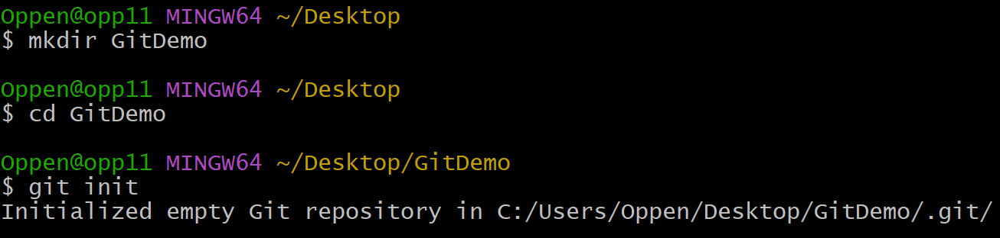 Oppen@opp11 MINGW64 ~/Desktop
$ mkdir GitDemo
Oppen@opp11 MINGW64 ~/Desktop
$ cd GitDemo
Oppen@opp11 MINGW64 ~/Desktop/GitDemo
$ git init
Initialized empty Git repository in C:/Users/Oppen/Desktop/GitDemo/.git/